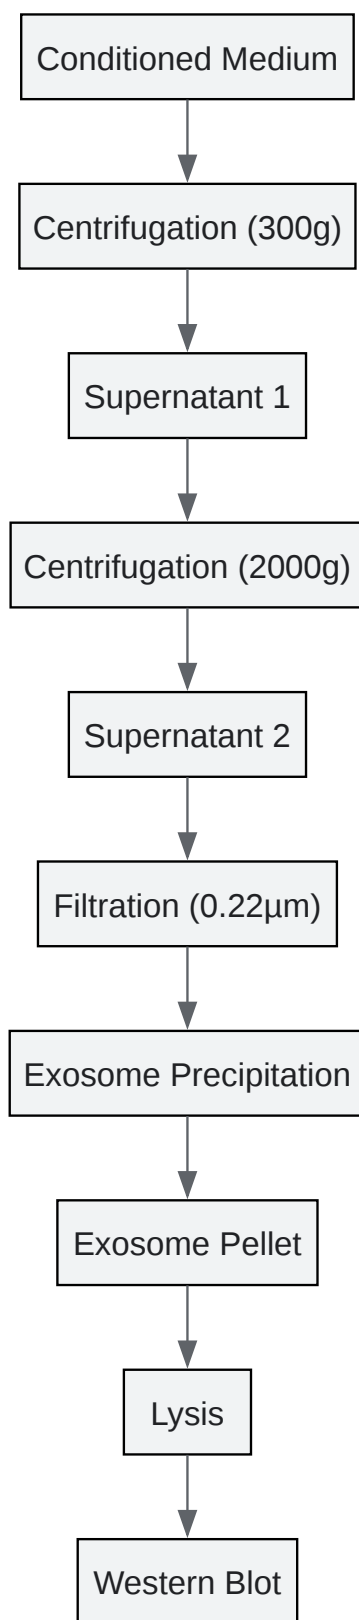 Conditioned Medium
Centrifugation (300g)
Supernatant 1
Centrifugation (2000g)
Supernatant 2
Filtration (0.22µm)
Exosome Precipitation
Exosome Pellet
Lysis
Western Blot